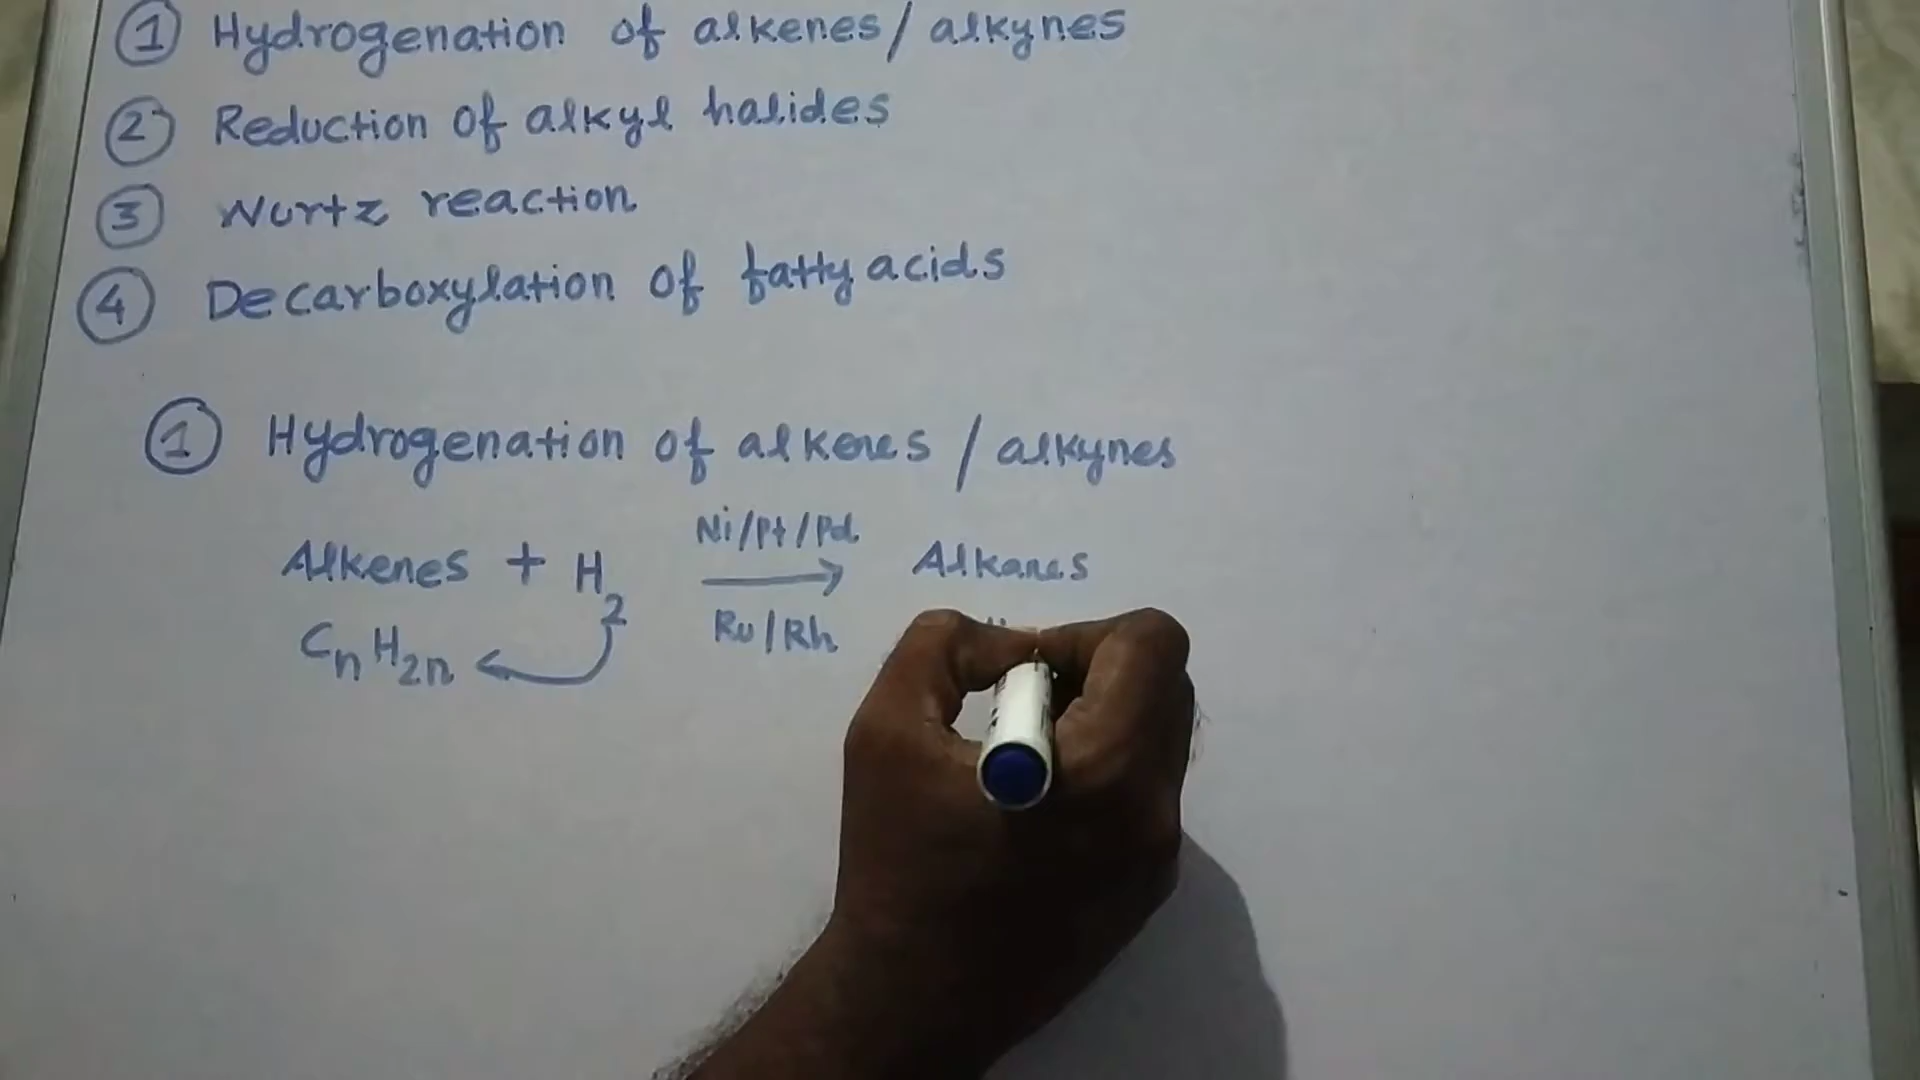 ① Hydrogenation of alkenes/alkynes
② Reduction of alkyl halides
③ Wurtz reaction
④ Decarboxylation of fatty acids
① Hydrogenation of alkenes / alkynes
Ni/Pt/Pd
Alkenes + H2 → Alkanes
Ru/Rh
CnH2n